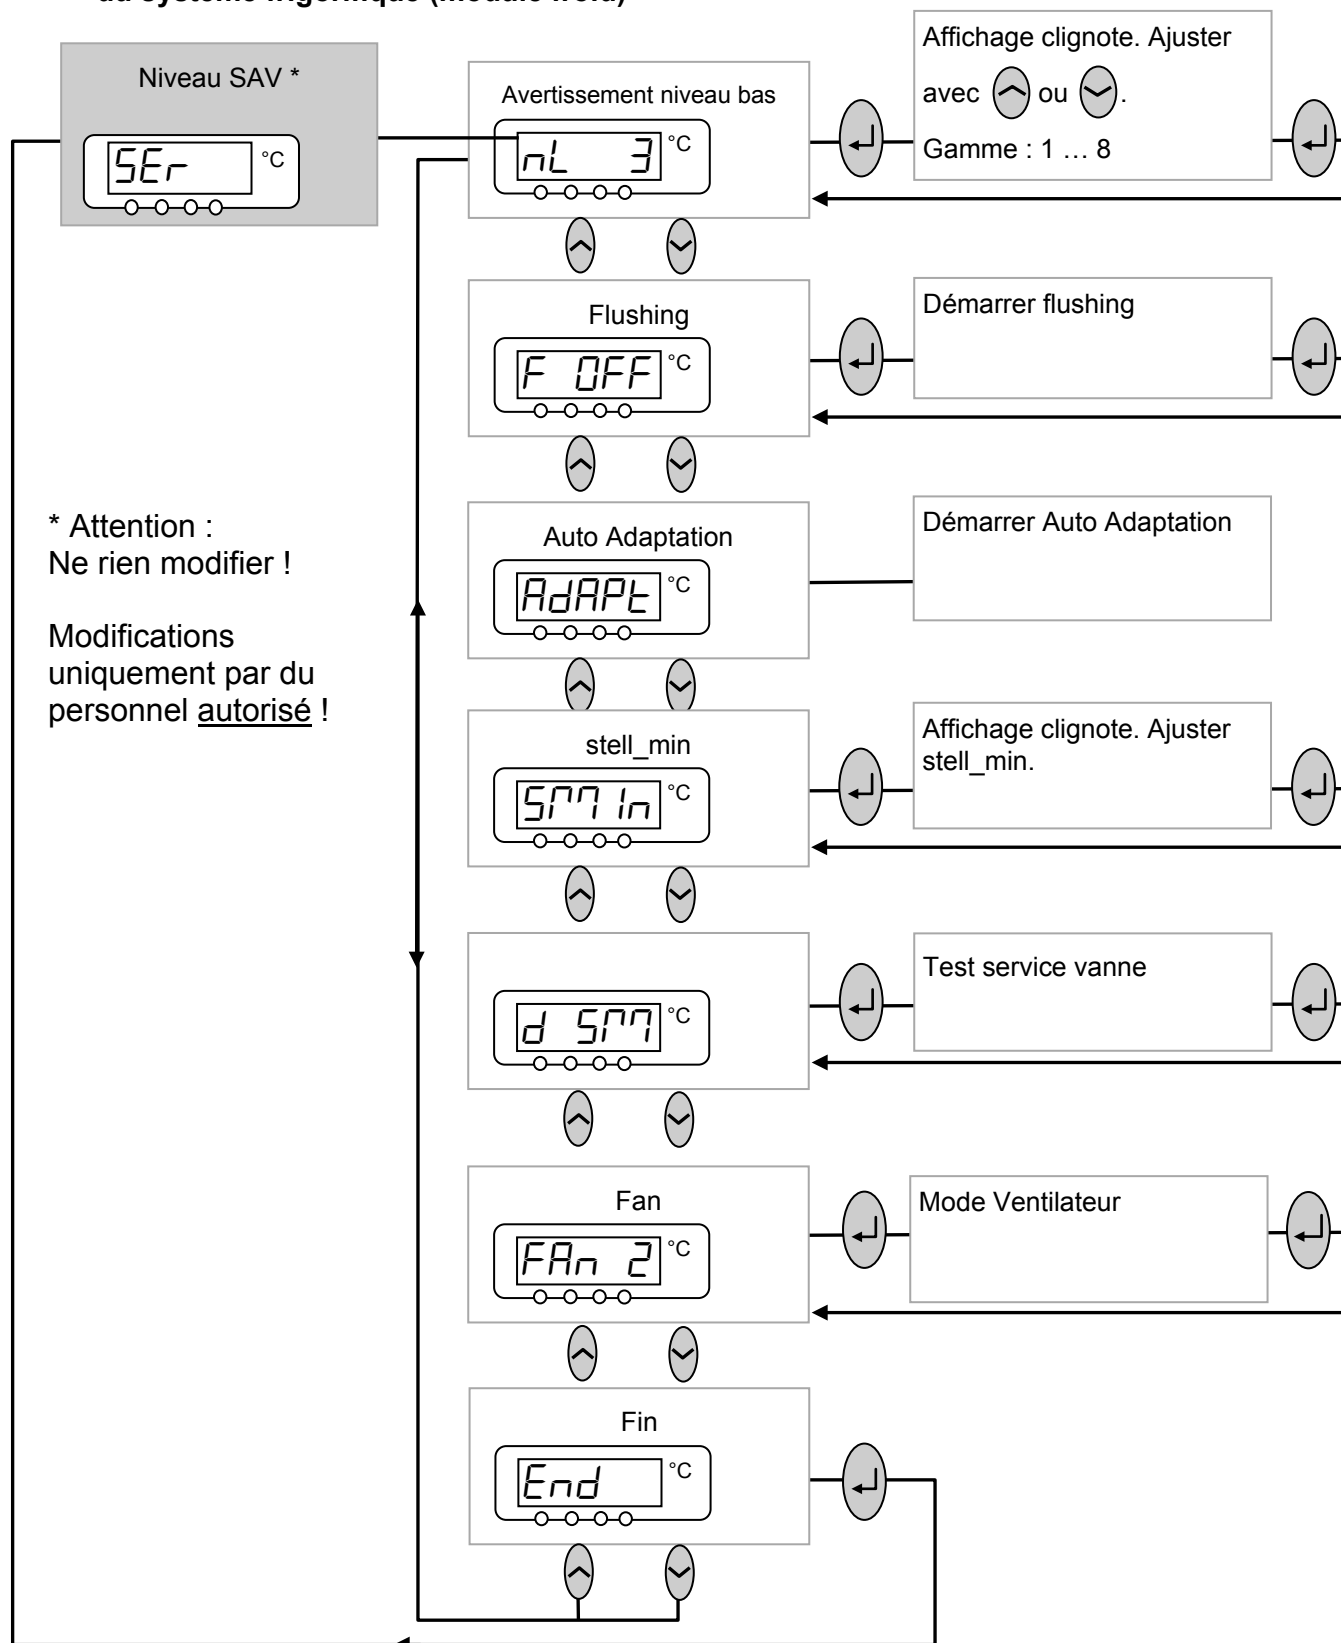 du système frigorifique (module froid)
Niveau SAV *
SEr °C
Avertissement niveau bas
nL 3 °C
Affichage clignote. Ajuster
avec ou .
Gamme : 1 … 8
Flushing
F OFF °C
Démarrer flushing
* Attention :
Ne rien modifier !
Modifications
uniquement par du
personnel autorisé !
Auto Adaptation
AdAPt °C
Démarrer Auto Adaptation
stell_min
SMIn °C
Affichage clignote. Ajuster
stell_min.
d SM °C
Test service vanne
Fan
FAn 2 °C
Mode Ventilateur
Fin
End °C